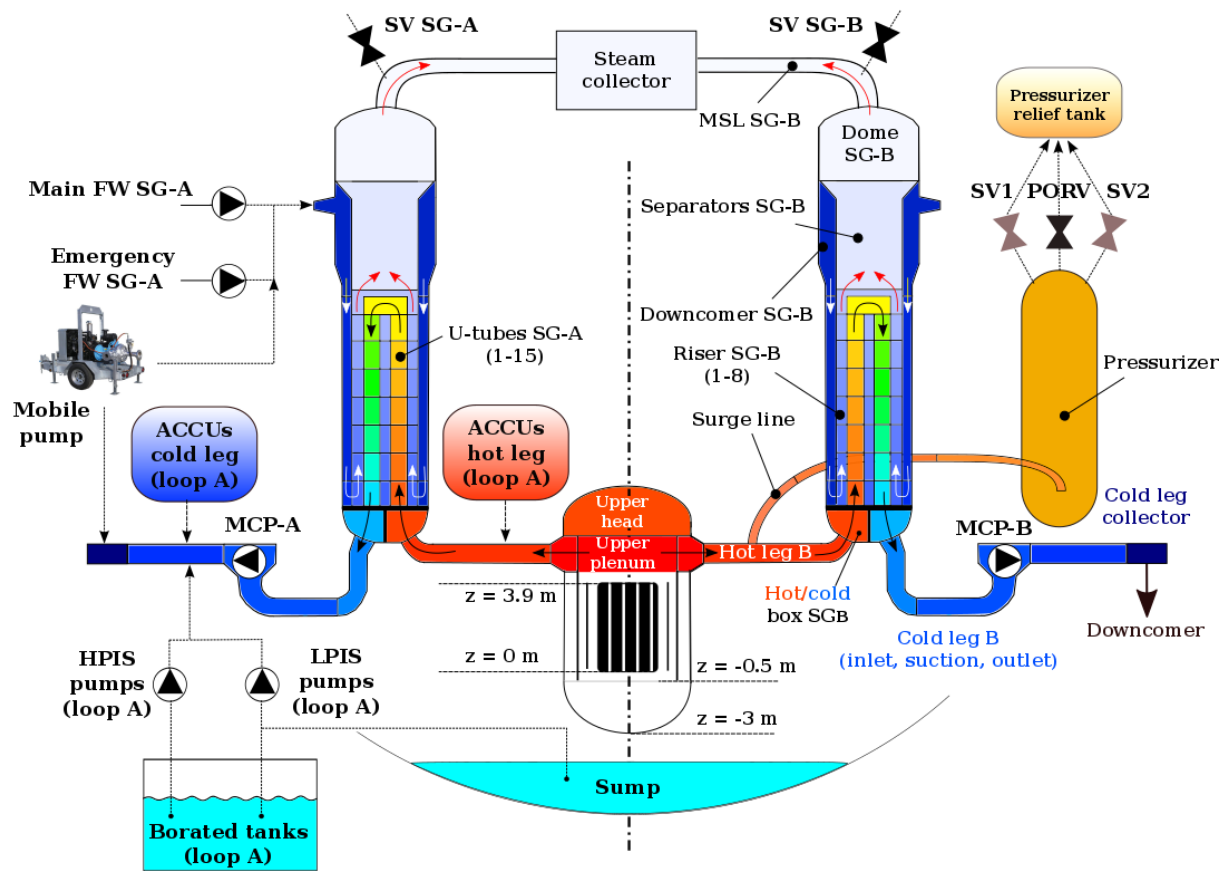 SV SG-A
SV SG-B
Steam
collector
MSL SG-B
Dome
SG-B
Pressurizer
relief tank
Main FW SG-A
SV1 PORV SV2
Separators SG-B
Emergency
FW SG-A
Downcomer SG-B
U-tubes SG-A
(1-15)
Riser SG-B
(1-8)
Pressurizer
Mobile
pump
ACCUs
cold leg
(loop A)
ACCUs
hot leg
(loop A)
Surge line
Upper
head
Cold leg
collector
MCP-A
MCP-B
Upper
plenum
Hot leg B
z = 3.9 m
Hot/cold
box SGB
z = 0 m
Downcomer
HPIS
pumps
(loop A)
LPIS
pumps
(loop A)
Cold leg B
(inlet, suction, outlet)
z = -0.5 m
z = -3 m
Sump
Borated tanks
(loop A)